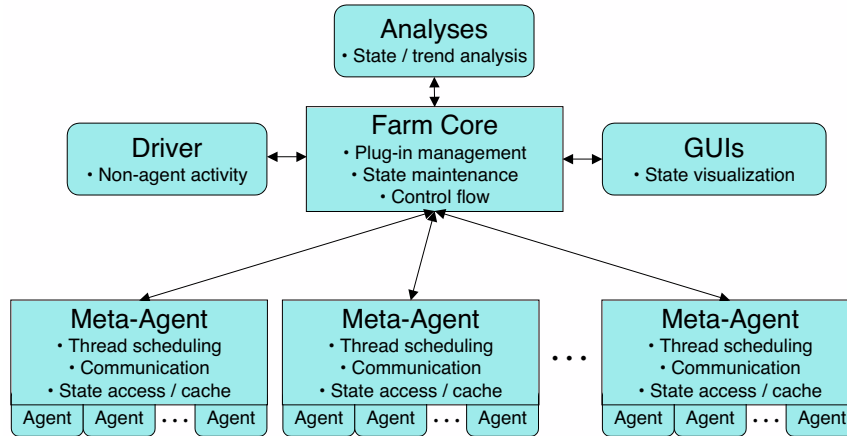 Analyses
• State / trend analysis
Farm Core
• Plug-in management
• State maintenance
• Control flow
Driver
• Non-agent activity
GUIs
• State visualization
Meta-Agent
• Thread scheduling
• Communication
• State access / cache
Agent Agent ... Agent
Meta-Agent
• Thread scheduling
• Communication
• State access / cache
Agent Agent ... Agent
...
Meta-Agent
• Thread scheduling
• Communication
• State access / cache
Agent Agent ... Agent